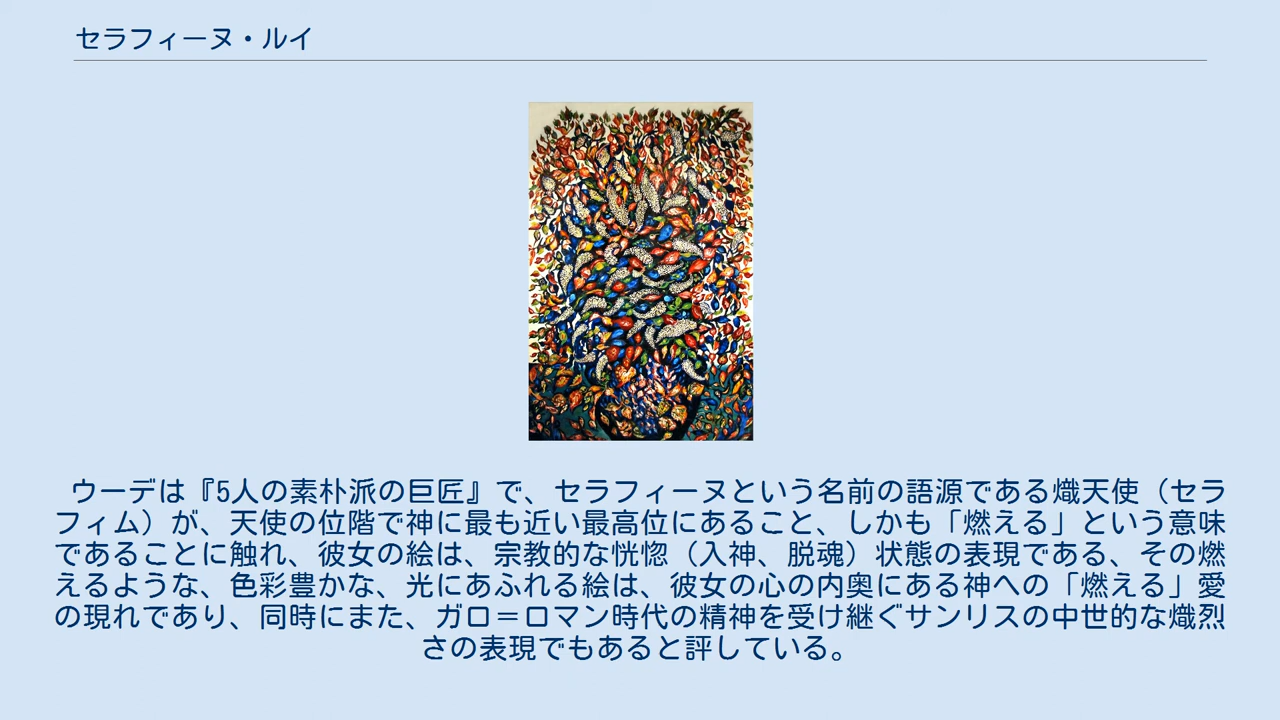 セラフィーヌ・ルイ
ウーデは『5人の素朴派の巨匠』で、セラフィーヌという名前の語源である熾天使（セラ
フィム）が、天使の位階で神に最も近い最高位にあること、しかも「燃える」という意味
であることに触れ、彼女の絵は、宗教的な恍惚（入神、脱魂）状態の表現である、その燃
えるような、色彩豊かな、光にあふれる絵は、彼女の心の内奥にある神への「燃える」愛
の現れであり、同時にまた、ガロ＝ロマン時代の精神を受け継ぐサンリスの中世的な熾烈
さの表現でもあると評している。